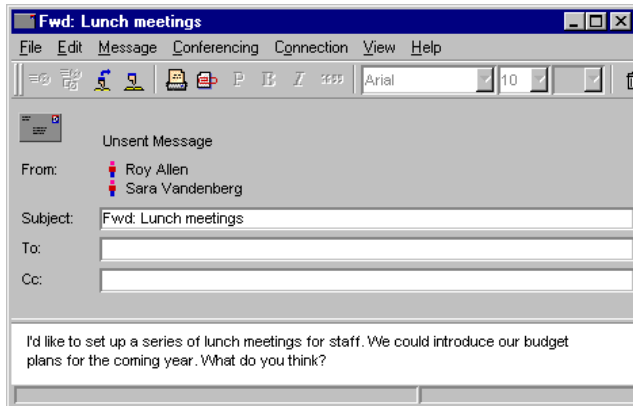 Fwd: Lunch meetings
File Edit Message Conferencing Connection View Help
P B I Arial 10
Unsent Message
From: Roy Allen
Sara Vandenberg
Subject: Fwd: Lunch meetings
To:
Cc:
I'd like to set up a series of lunch meetings for staff. We could introduce our budget
plans for the coming year. What do you think?